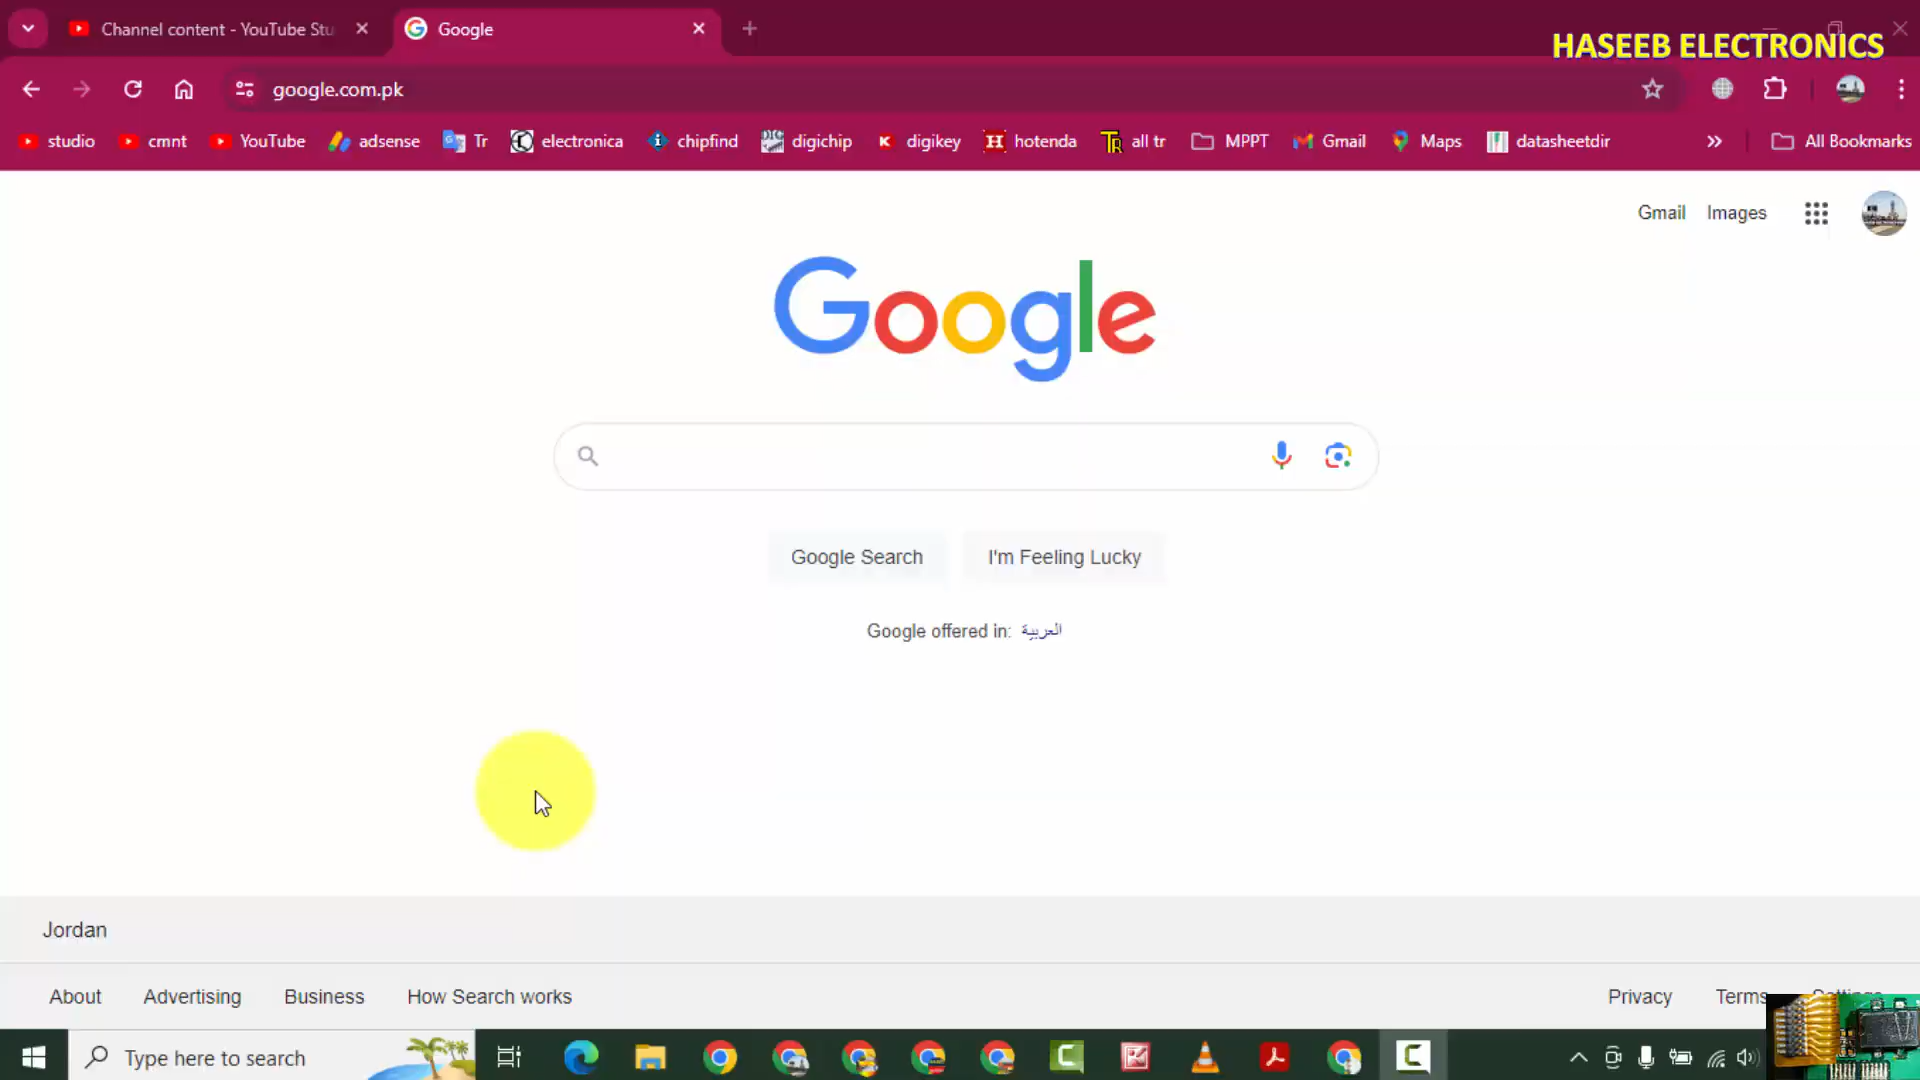 Channel content - YouTube Stu
Google
HASEEB ELECTRONICS
google.com.pk
studio
cmnt
YouTube
adsense
Tr
electronica
chipfind
digichip
digikey
hotenda
all tr
MPPT
Gmail
Maps
datasheetdir
All Bookmarks
Gmail
Images
Google
Google Search
I'm Feeling Lucky
Google offered in: العربية
Jordan
About
Advertising
Business
How Search works
Privacy
Terms
Settings
Type here to search